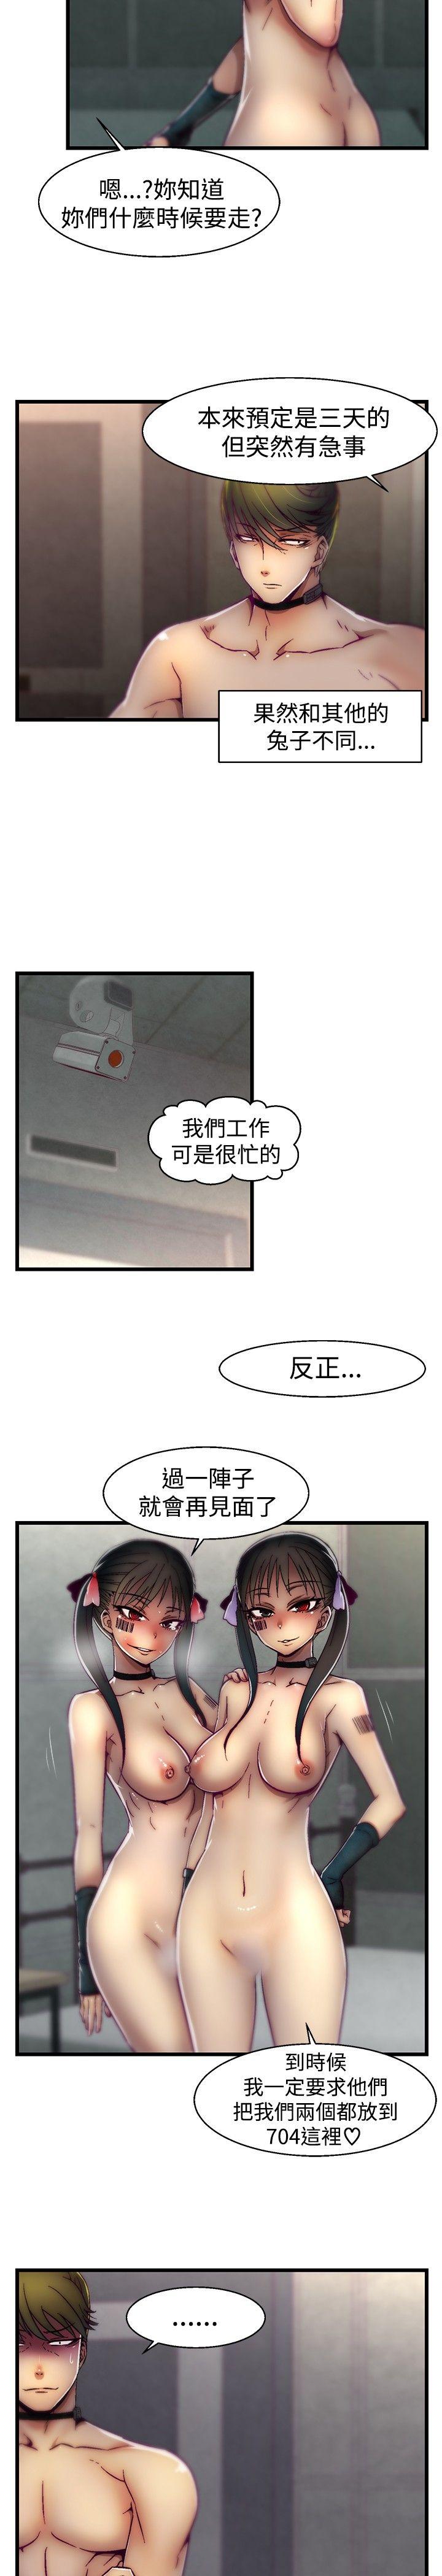 嗯...?妳知道
妳們什麼時候要走?
本來預定是三天的
但突然有急事
果然和其他的
兔子不同...
我們工作
可是很忙的
反正...
過一陣子
就會再見面了
到時候
我一定要求他們
把我們兩個都放到
704這裡♡
......